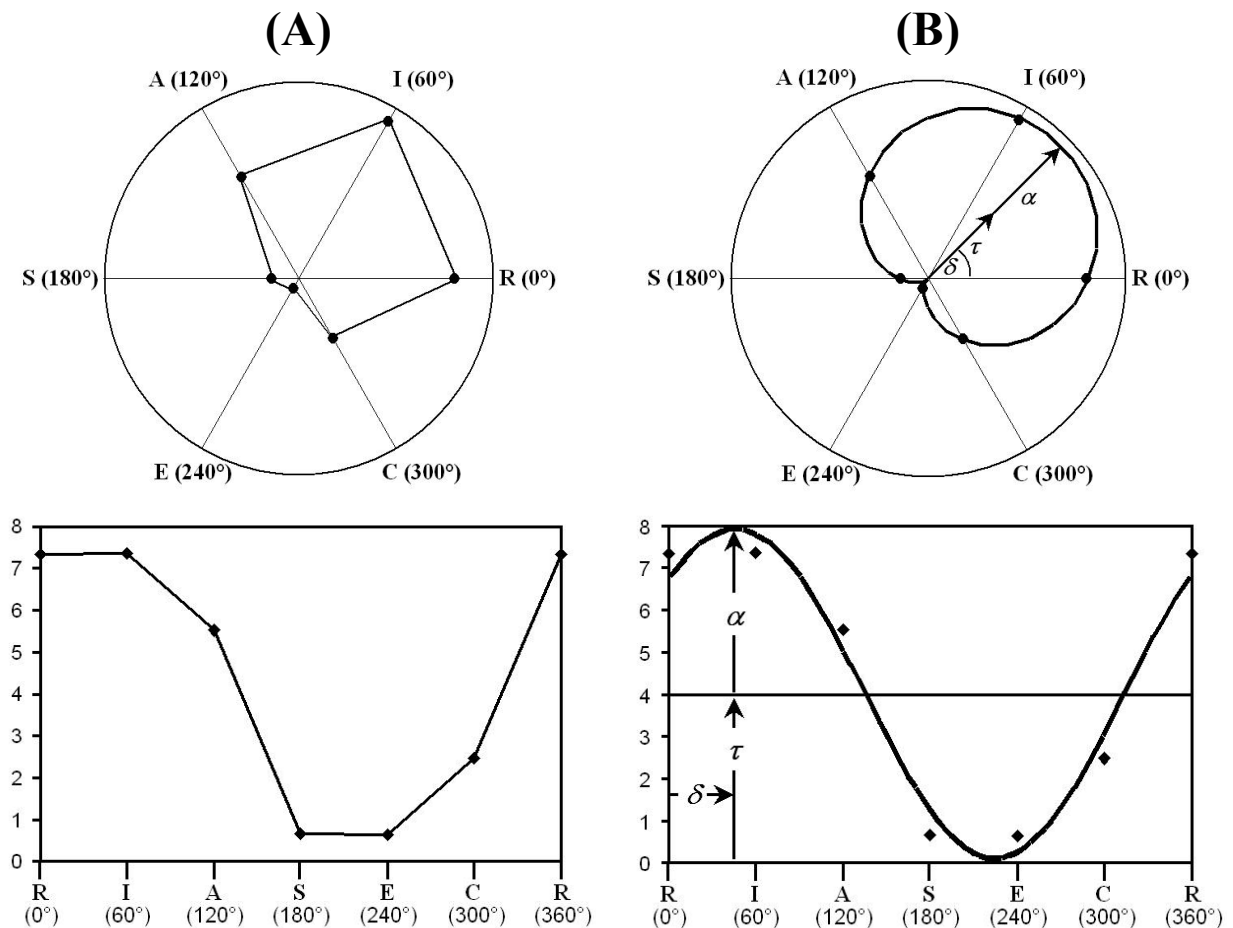 (A)
A (120°)
I (60°)
S (180°)
R (0°)
E (240°)
C (300°)
(B)
A (120°)
I (60°)
α
τ
δ
S (180°)
R (0°)
E (240°)
C (300°)
8
7
6
5
4
3
2
1
0
R I A S E C R
(0°) (60°) (120°) (180°) (240°) (300°) (360°)
8
7
6
5
4
3
2
1
0
α
τ
δ
R I A S E C R
(0°) (60°) (120°) (180°) (240°) (300°) (360°)